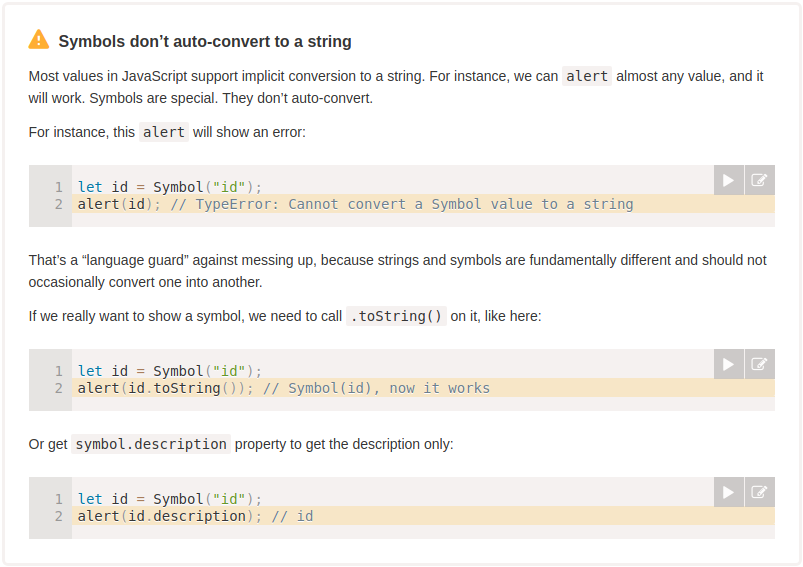 Symbols don’t auto-convert to a string
Most values in JavaScript support implicit conversion to a string. For instance, we can alert almost any value, and it
will work. Symbols are special. They don’t auto-convert.
For instance, this alert will show an error:
1 let id = Symbol("id");
2 alert(id); // TypeError: Cannot convert a Symbol value to a string
That’s a “language guard” against messing up, because strings and symbols are fundamentally different and should not
occasionally convert one into another.
If we really want to show a symbol, we need to call .toString() on it, like here:
1 let id = Symbol("id");
2 alert(id.toString()); // Symbol(id), now it works
Or get symbol.description property to get the description only:
1 let id = Symbol("id");
2 alert(id.description); // id